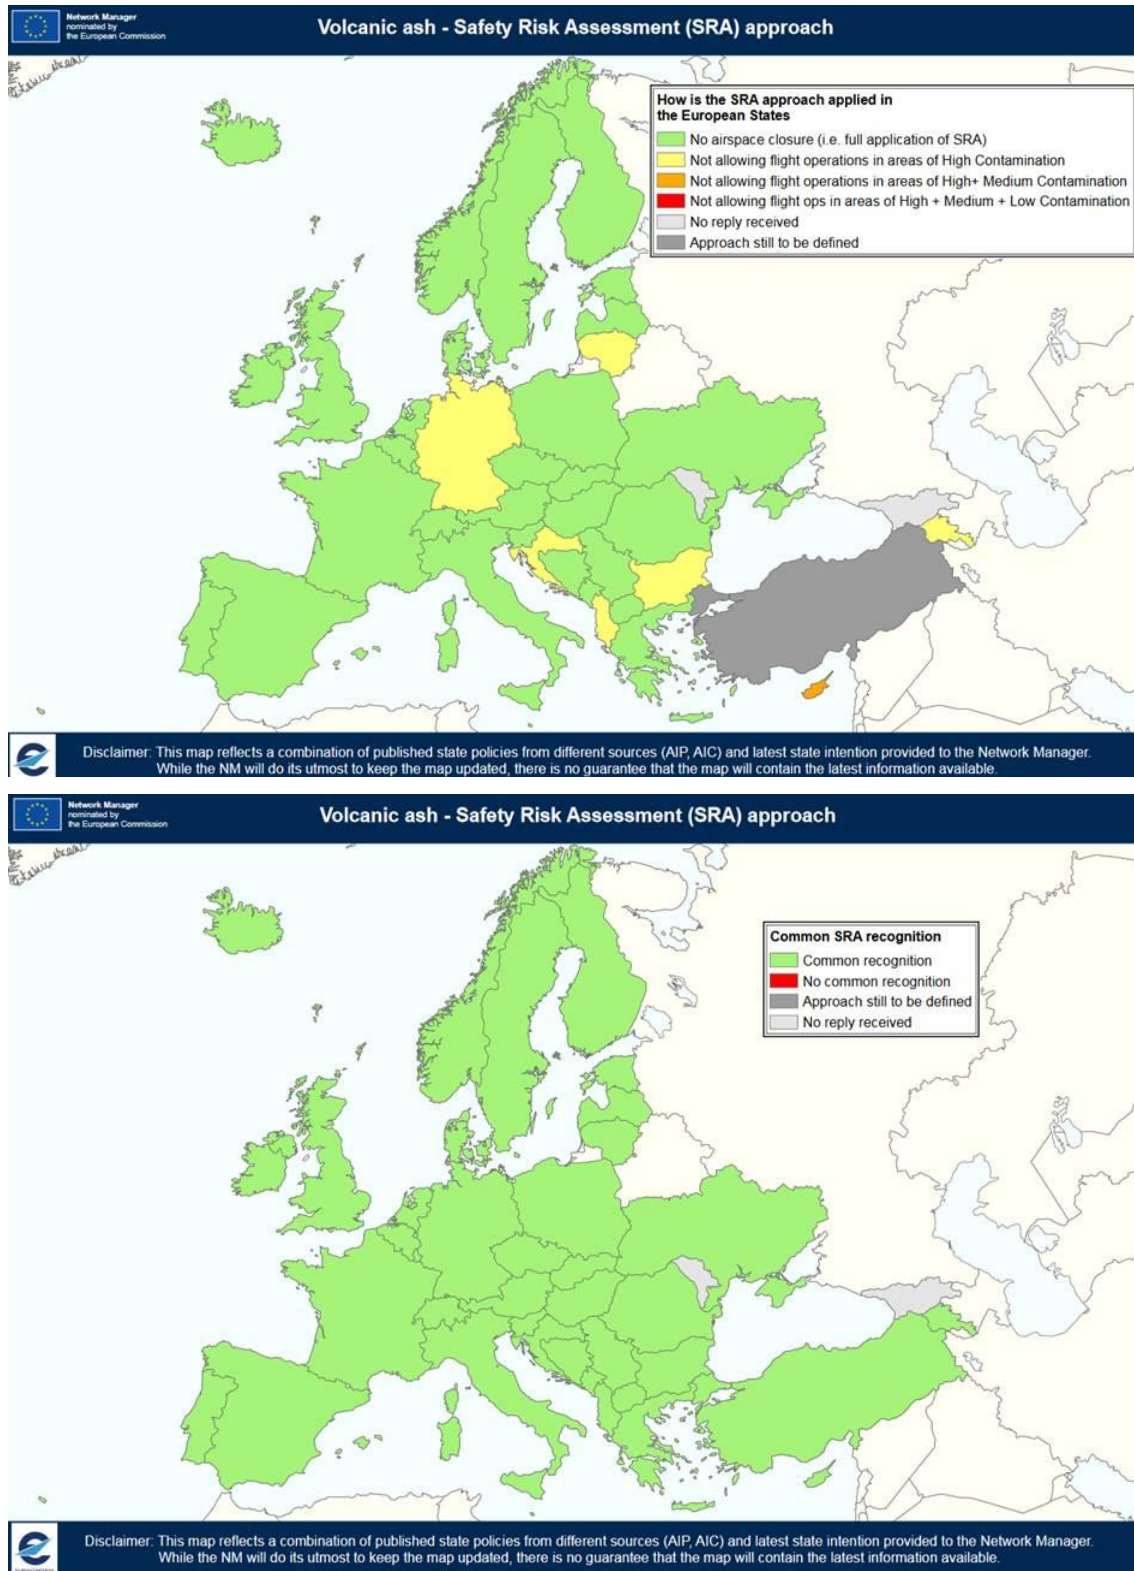 Network Manager
nominated by
the European Commission
Volcanic ash - Safety Risk Assessment (SRA) approach
How is the SRA approach applied in
the European States
No airspace closure (i.e. full application of SRA)
Not allowing flight operations in areas of High Contamination
Not allowing flight operations in areas of High+ Medium Contamination
Not allowing flight ops in areas of High + Medium + Low Contamination
No reply received
Approach still to be defined
Disclaimer: This map reflects a combination of published state policies from different sources (AIP, AIC) and latest state intention provided to the Network Manager.
While the NM will do its utmost to keep the map updated, there is no guarantee that the map will contain the latest information available.
Network Manager
nominated by
the European Commission
Volcanic ash - Safety Risk Assessment (SRA) approach
Common SRA recognition
Common recognition
No common recognition
Approach still to be defined
No reply received
Disclaimer: This map reflects a combination of published state policies from different sources (AIP, AIC) and latest state intention provided to the Network Manager.
While the NM will do its utmost to keep the map updated, there is no guarantee that the map will contain the latest information available.